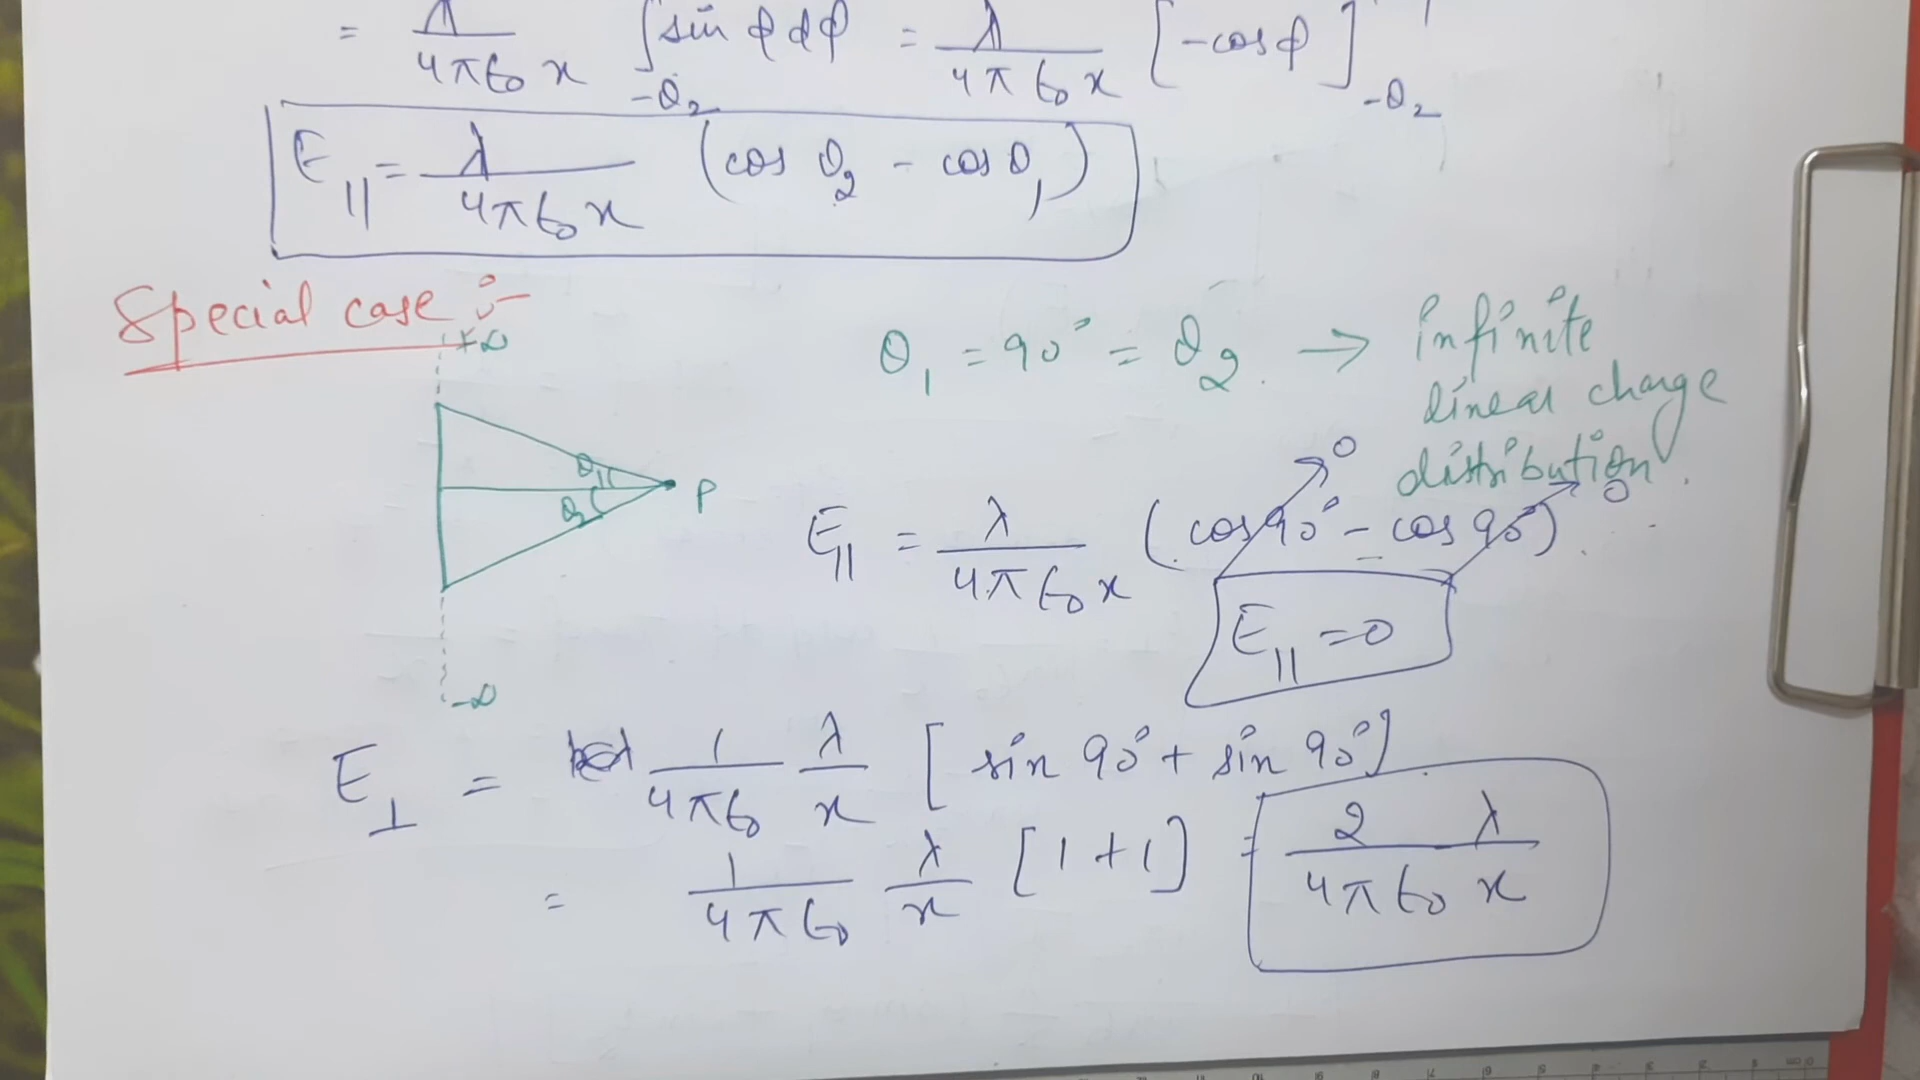 = λ/4πϵ₀x ∫ sin φ dφ = λ/4πϵ₀x [-cos φ]
-θ₂ -θ₂
E∥ = λ/4πϵ₀x (cos θ₂ - cos θ₁)
Special case :-
+∞
θ₁ = 90° = θ₂ → infinite
linear charge
distribution.
θ₁
θ₂
P
E∥ = λ/4πϵ₀x (cos 90° - cos 90°)
0 0
E∥ = 0
-∞
E⊥ = 1/4πϵ₀ λ/x [sin 90° + sin 90°]
= 1/4πϵ₀ λ/x [1+1] = 2λ/4πϵ₀x